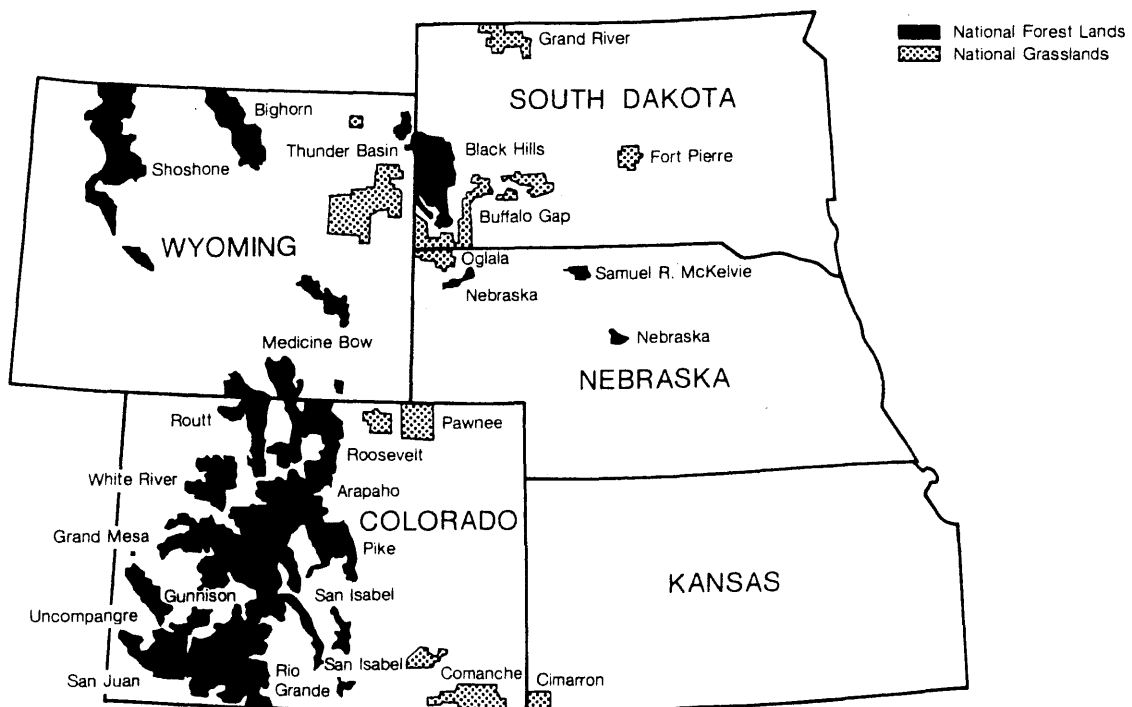 National Forest Lands
National Grasslands
Grand River
SOUTH DAKOTA
Bighorn
Thunder Basin
Black Hills
Fort Pierre
Shoshone
Buffalo Gap
WYOMING
Oglala
Samuel R. McKelvie
Nebraska
Nebraska
Medicine Bow
NEBRASKA
Routt
Pawnee
Roosevelt
White River
Arapaho
COLORADO
Grand Mesa
Pike
KANSAS
Gunnison
San Isabel
Uncompangre
San Isabel
Rio
Grande
Comanche
Cimarron
San Juan